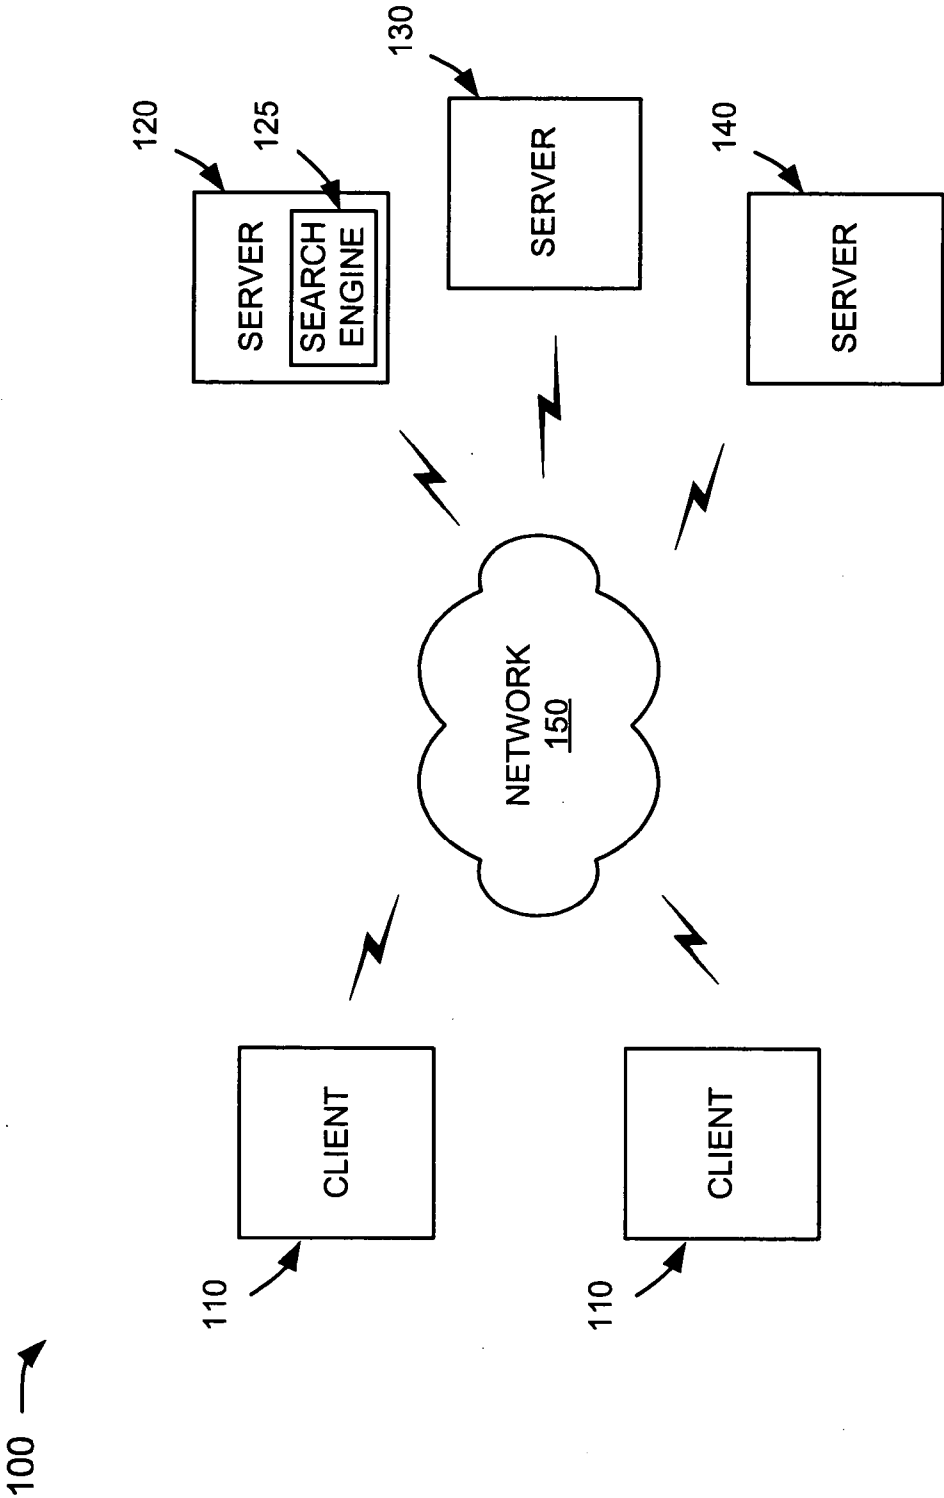 100
110
CLIENT
110
CLIENT
NETWORK
150
120
SERVER
125
SEARCH
ENGINE
130
SERVER
140
SERVER